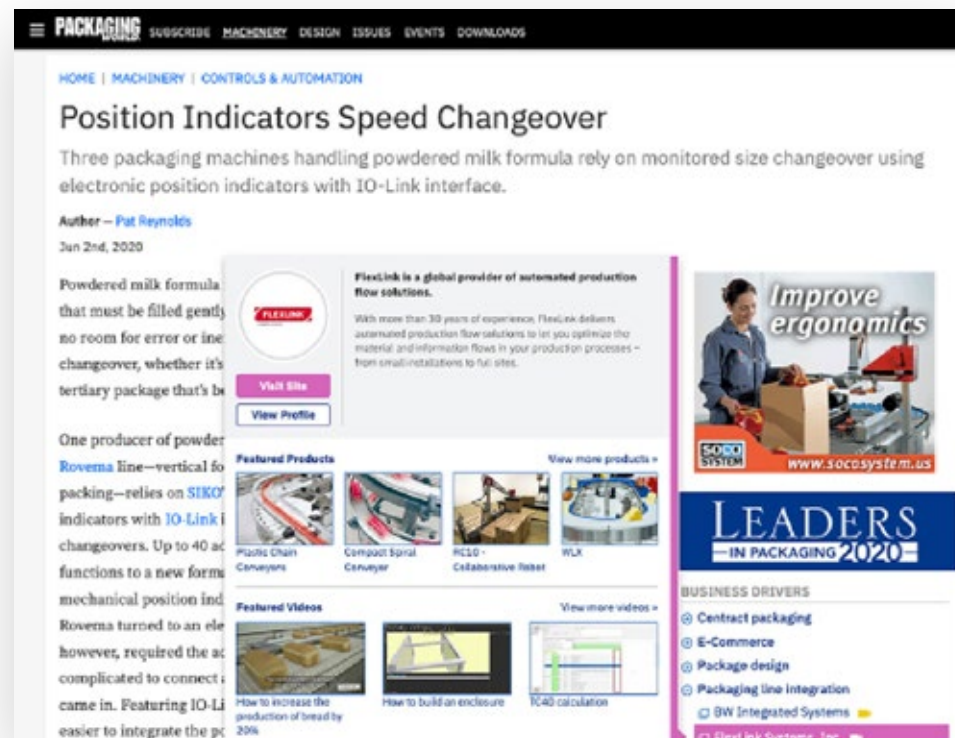 PACKAGING WORLD SUBSCRIBE MACHINERY DESIGN ISSUES EVENTS DOWNLOADS
HOME | MACHINERY | CONTROLS & AUTOMATION
Position Indicators Speed Changeover
Three packaging machines handling powdered milk formula rely on monitored size changeover using
electronic position indicators with IO-Link interface.
Author — Pat Reynolds
Jun 2nd, 2020
Powdered milk formula
that must be filled gently
no room for error or ine
changeover, whether it's
tertiary package that's be
One producer of powder
Rovema line—vertical fo
packing—relies on SIKO'
indicators with IO-Link i
changeovers. Up to 40 ad
functions to a new formа
mechanical position ind
Rovema turned to an ele
however, required the ad
complicated to connect a
came in. Featuring IO-Li
easier to integrate the po
FLEXLINK
Visit Site
View Profile
FlexLink is a global provider of automated production
flow solutions.
With more than 30 years of experience, FlexLink delivers
automated production flow solutions to let you optimize the
material and information flows in your production processes –
from small installations to full sites.
Featured Products
View more products »
Plastic Chain
Conveyors
Compact Spiral
Conveyor
RC10 -
Collaborative Robot
WLX
Featured Videos
View more videos »
How to increase the
production of bread by
20%
How to build an enclosure
TC40 calculation
Improve
ergonomics
SOCO
SYSTEM
www.socosystem.us
LEADERS
IN PACKAGING 2020
BUSINESS DRIVERS
Contract packaging
E-Commerce
Package design
Packaging line integration
BW Integrated Systems
FlexLink Systems, Inc.